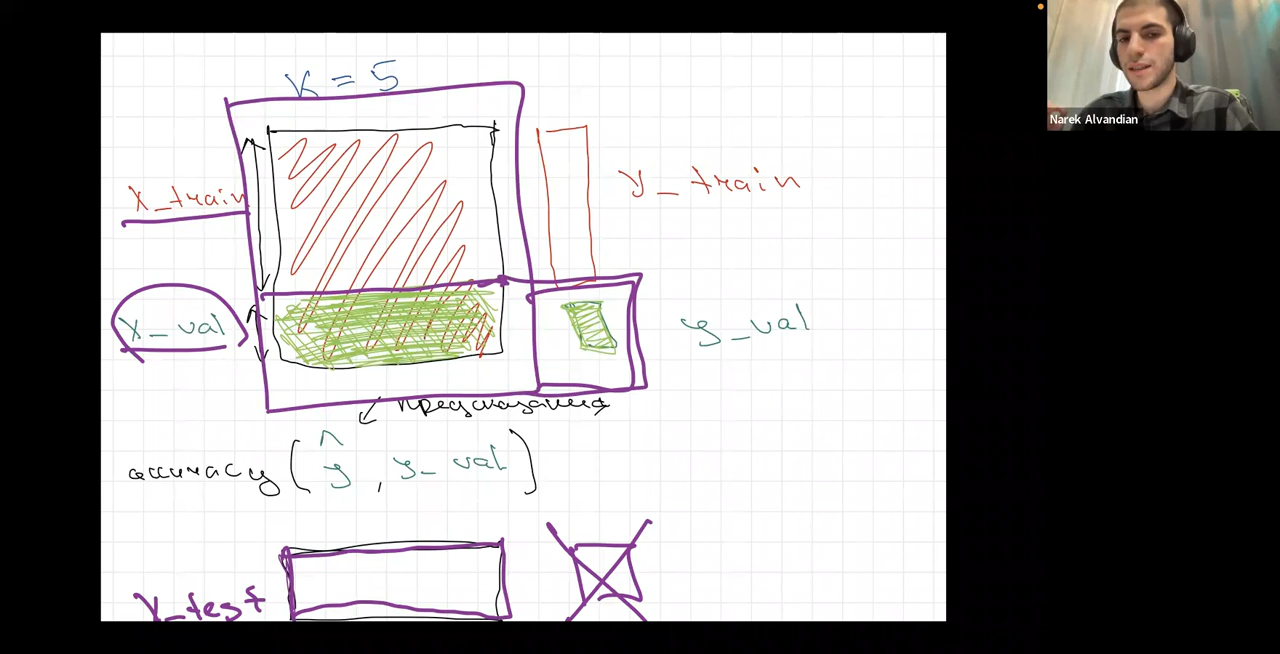 K = 5
Narek Alvandian
X_train
y_train
X_val
y_val
предсказания
accuracy (ŷ, y_val)
X_test